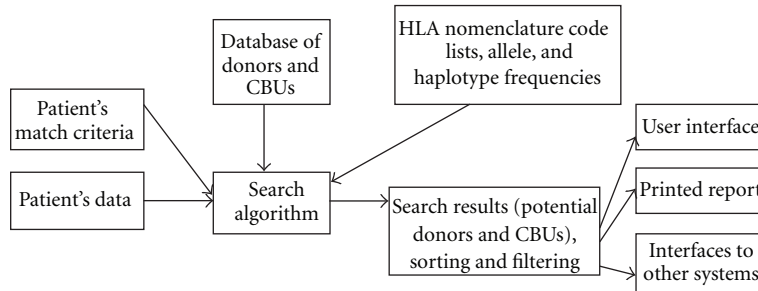 Database of
donors and
CBUs
HLA nomenclature code
lists, allele, and
haplotype frequencies
Patient's
match criteria
Patient's data
Search
algorithm
Search results (potential
donors and CBUs),
sorting and filtering
User interface
Printed report
Interfaces to
other systems